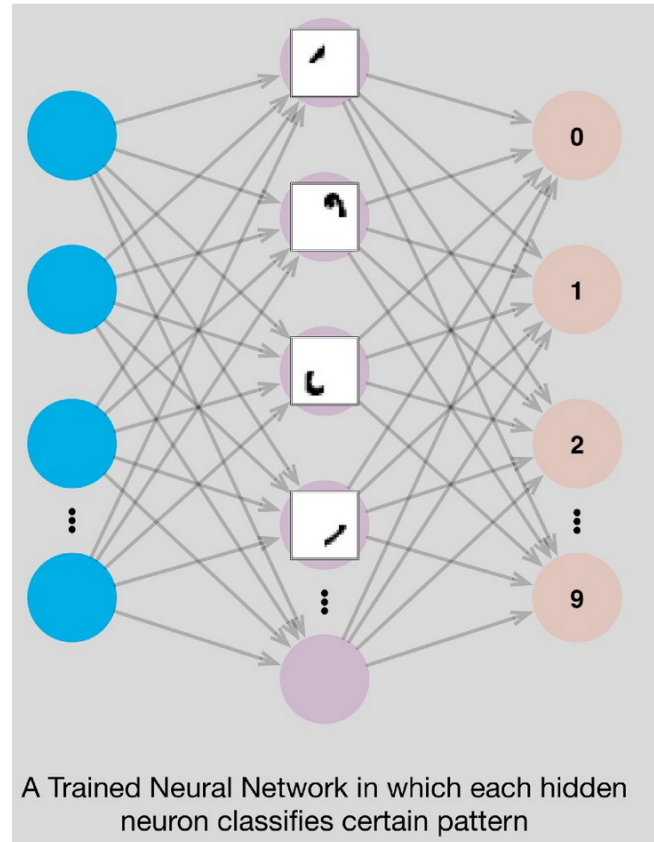 0
1
2
9
A Trained Neural Network in which each hidden
neuron classifies certain pattern